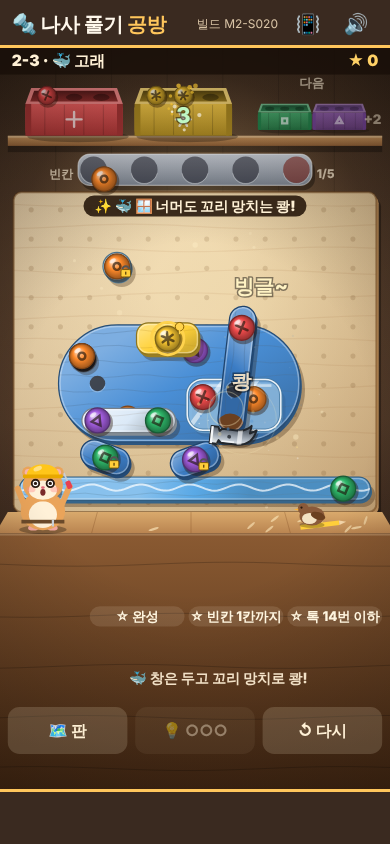 나사 풀기 공방
빌드 M2-S020
2-3 · 고래
★ 0
다음
3
+2
빈칸
1/5
너머도 꼬리 망치는 쾅!
빙글~
쾅
☆ 완성
☆ 빈칸 1칸까지
☆ 톡 14번 이하
창은 두고 꼬리 망치로 쾅!
판
다시